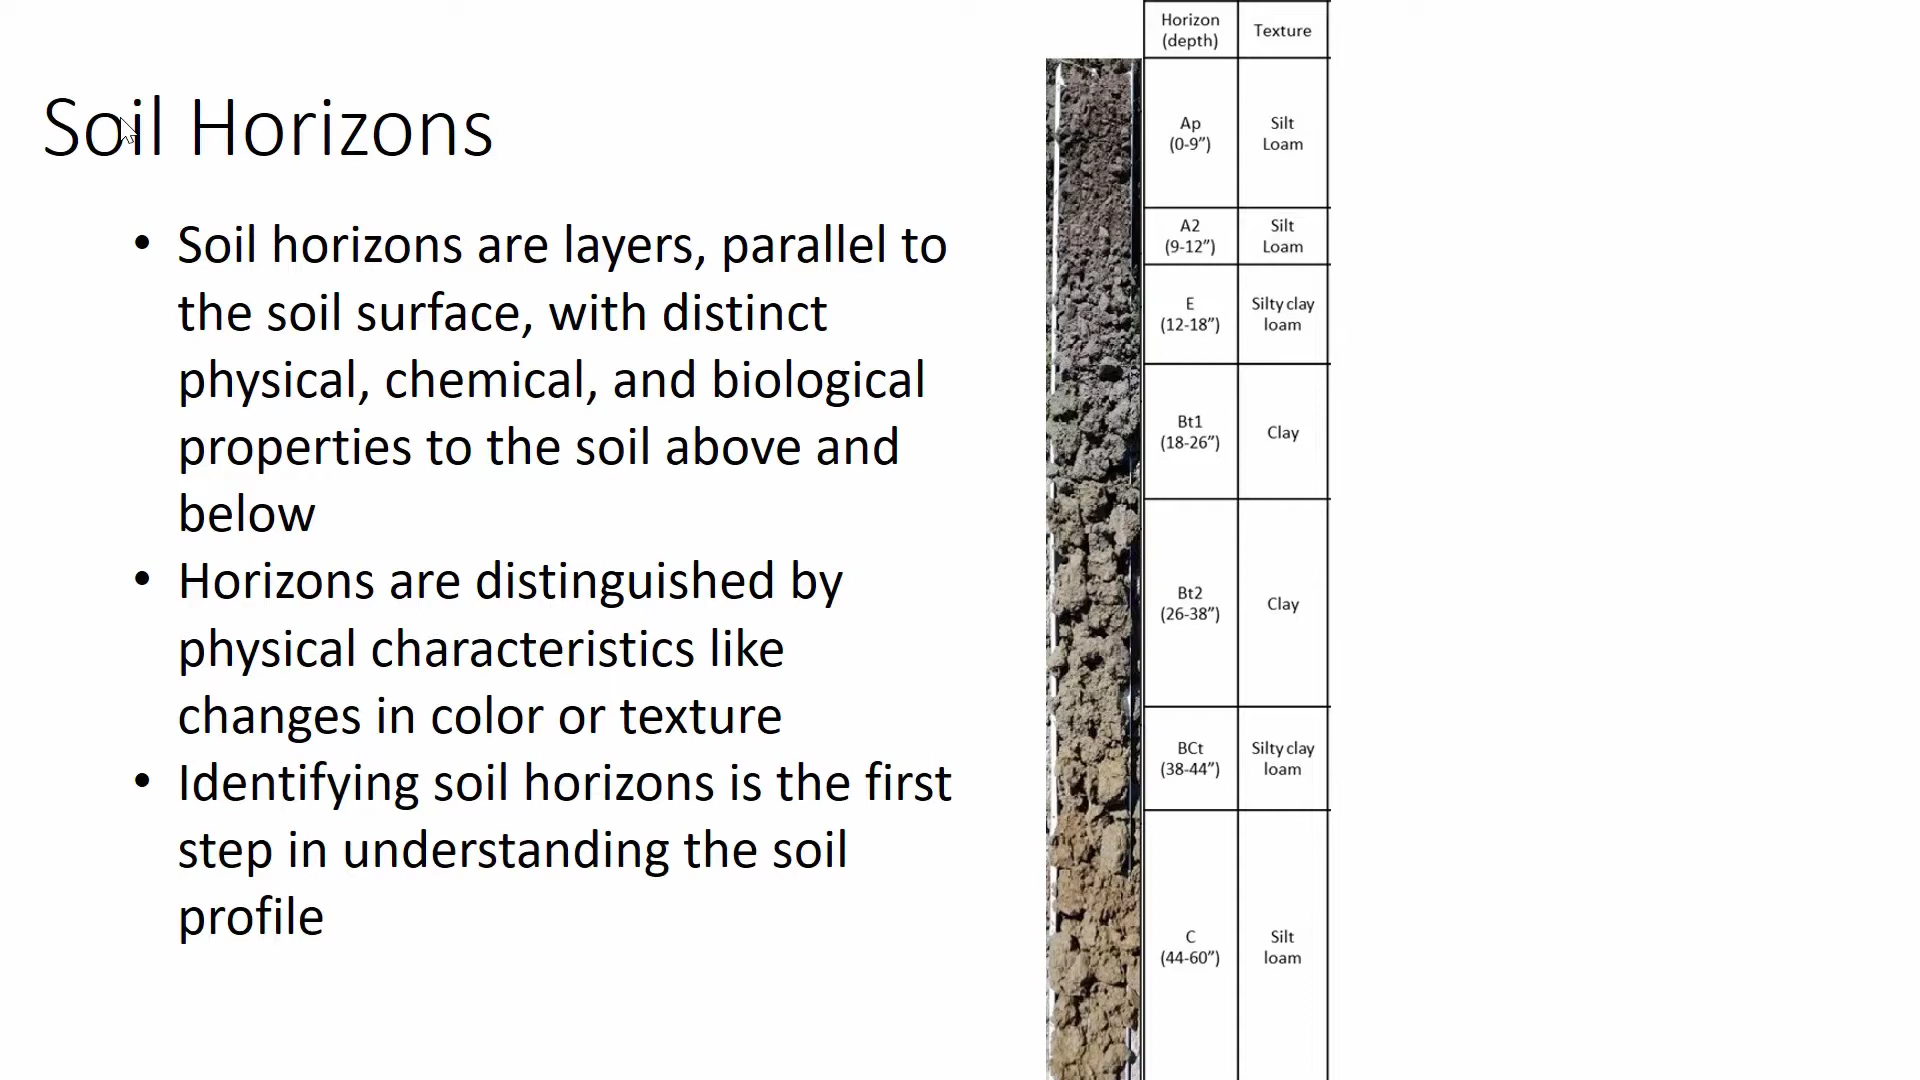 Soil Horizons
• Soil horizons are layers, parallel to
the soil surface, with distinct
physical, chemical, and biological
properties to the soil above and
below
• Horizons are distinguished by
physical characteristics like
changes in color or texture
• Identifying soil horizons is the first
step in understanding the soil
profile
Horizon
(depth)
Texture
Ap
(0-9”)
Silt
Loam
A2
(9-12”)
Silt
Loam
E
(12-18”)
Silty clay
loam
Bt1
(18-26”)
Clay
Bt2
(26-38”)
Clay
BCt
(38-44”)
Silty clay
loam
C
(44-60”)
Silt
loam